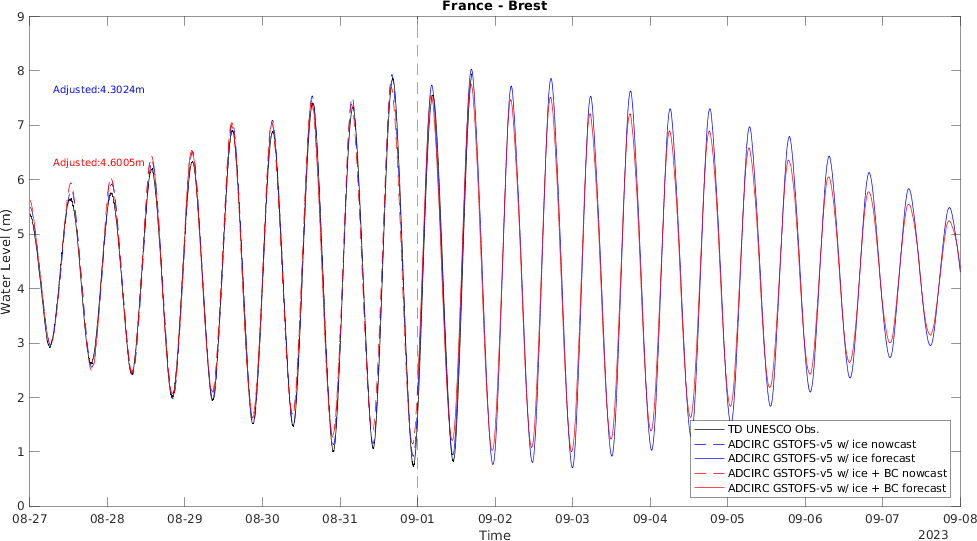 France - Brest
9
8
7
6
5
4
3
2
1
0
Water Level (m)
Adjusted:4.3024m
Adjusted:4.6005m
TD UNESCO Obs.
ADCIRC GSTOFS-v5 w/ ice nowcast
ADCIRC GSTOFS-v5 w/ ice forecast
ADCIRC GSTOFS-v5 w/ ice + BC nowcast
ADCIRC GSTOFS-v5 w/ ice + BC forecast
08-27 08-28 08-29 08-30 08-31 09-01 09-02 09-03 09-04 09-05 09-06 09-07 09-08
Time
2023